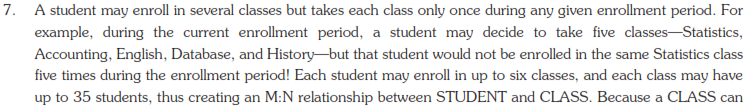 7. A student may enroll in several classes but takes each class only once during any given enrollment period. For
example, during the current enrollment period, a student may decide to take five classes—Statistics,
Accounting, English, Database, and History—but that student would not be enrolled in the same Statistics class
five times during the enrollment period! Each student may enroll in up to six classes, and each class may have
up to 35 students, thus creating an M:N relationship between STUDENT and CLASS. Because a CLASS can